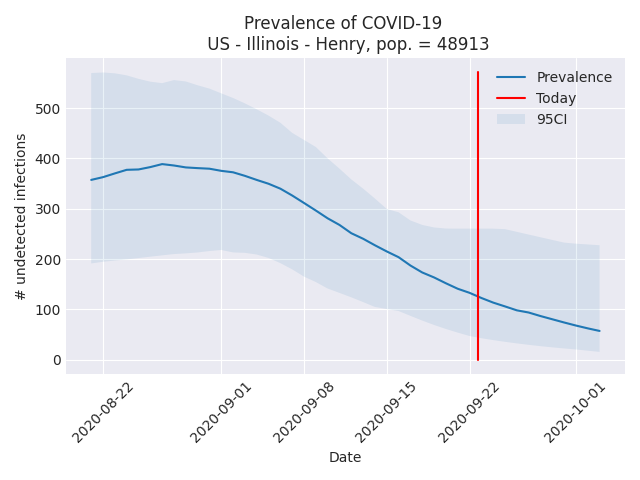 Prevalence of COVID-19
US - Illinois - Henry, pop. = 48913
Prevalence
Today
95CI
# undetected infections
500
400
300
200
100
0
2020-08-22
2020-09-01
2020-09-08
2020-09-15
2020-09-22
2020-10-01
Date